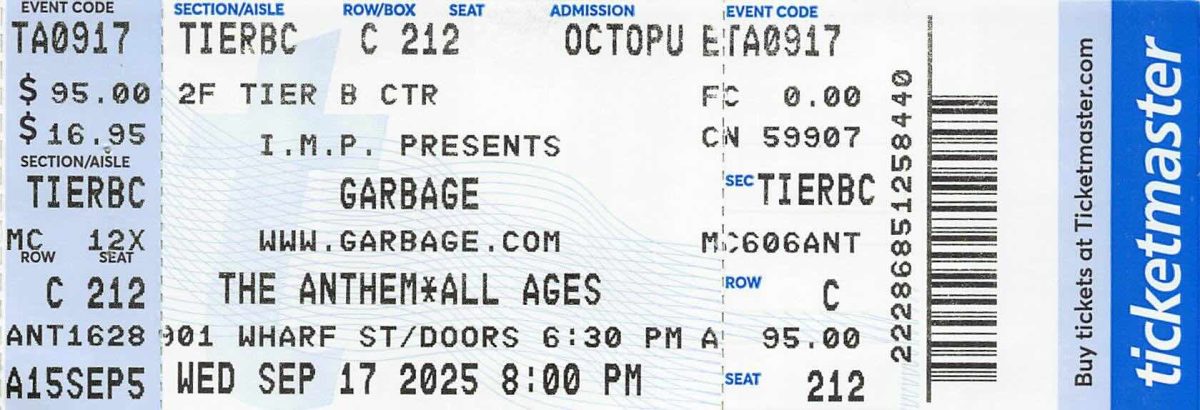 EVENT CODE SECTION/AISLE ROW/BOX SEAT ADMISSION EVENT CODE
TA0917 TIERBC C 212 OCTOPU ETA0917
$ 95.00 2F TIER B CTR FC 0.00
$ 16.95 I.M.P. PRESENTS CN 59907
SECTION/AISLE
TIERBC GARBAGE SEC TIERBC
MC 12X WWW.GARBAGE.COM MC606ANT
ROW SEAT
C 212 THE ANTHEM*ALL AGES ROW C
ANT1628 901 WHARF ST/DOORS 6:30 PM A 95.00
A15SEP5 WED SEP 17 2025 8:00 PM SEAT 212
22286851258440
Buy tickets at Ticketmaster.com
ticketmaster